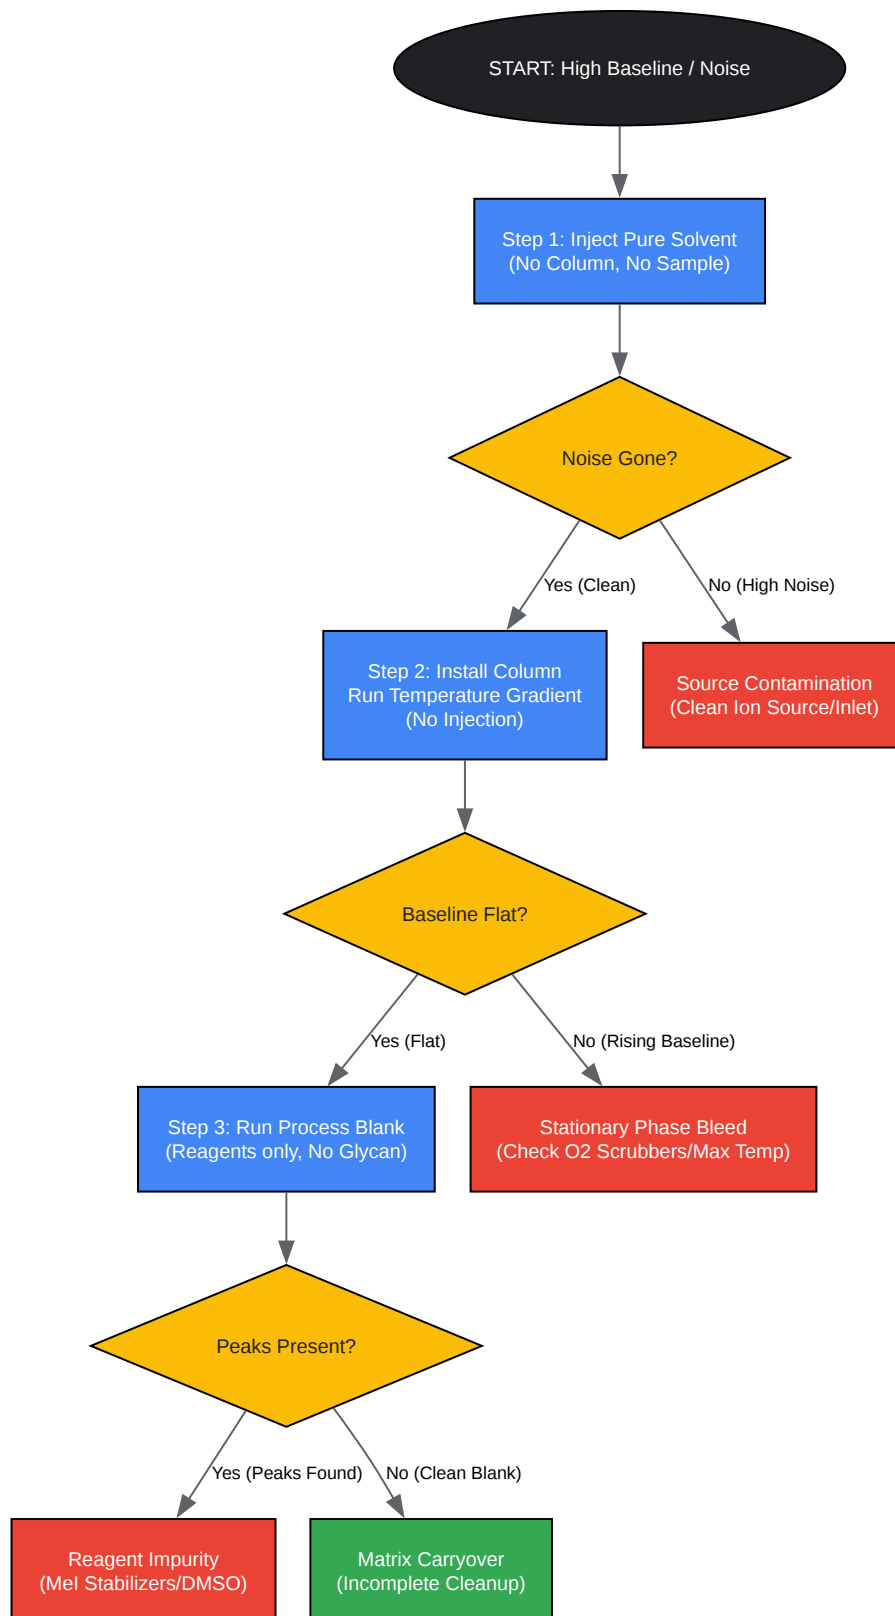 START: High Baseline / Noise
Step 1: Inject Pure Solvent
(No Column, No Sample)
Noise Gone?
Yes (Clean)
No (High Noise)
Step 2: Install Column
Run Temperature Gradient
(No Injection)
Source Contamination
(Clean Ion Source/Inlet)
Baseline Flat?
Yes (Flat)
No (Rising Baseline)
Step 3: Run Process Blank
(Reagents only, No Glycan)
Stationary Phase Bleed
(Check O2 Scrubbers/Max Temp)
Peaks Present?
Yes (Peaks Found)
No (Clean Blank)
Reagent Impurity
(MeI Stabilizers/DMSO)
Matrix Carryover
(Incomplete Cleanup)